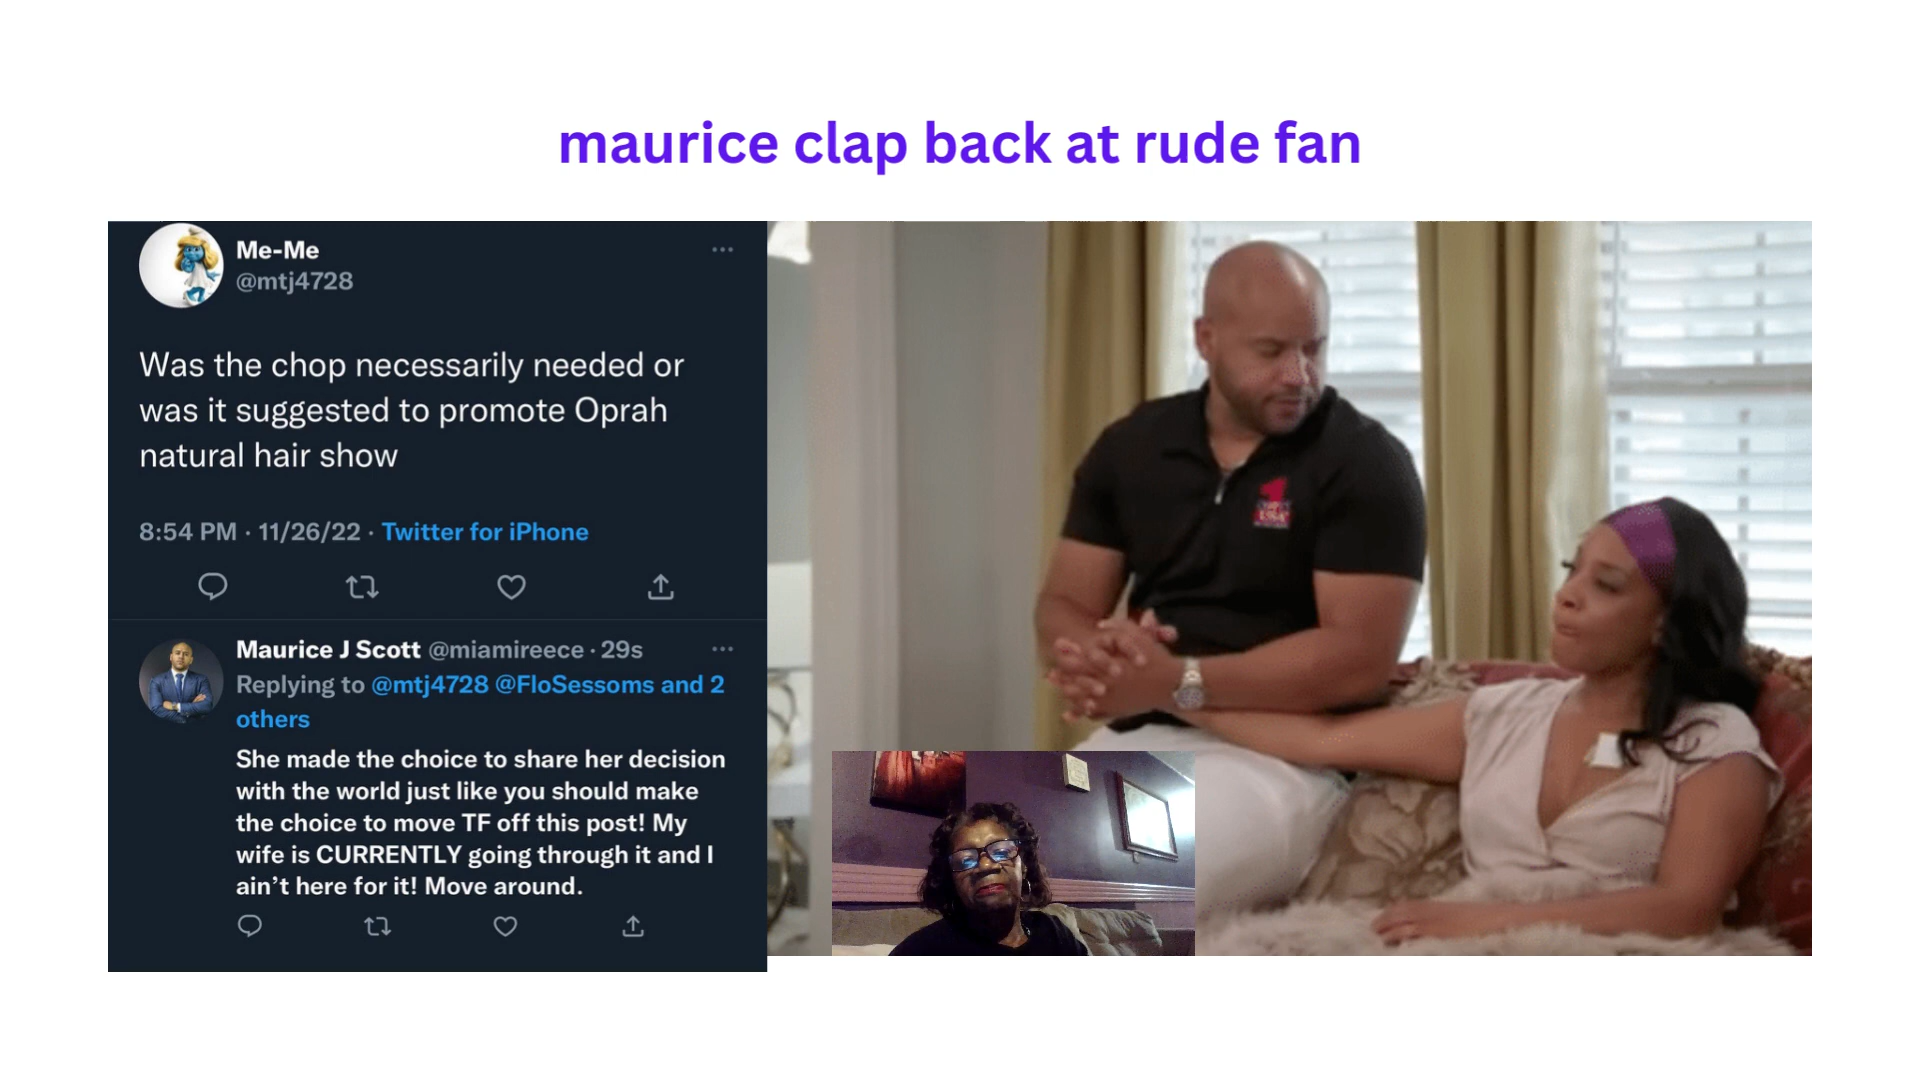 maurice clap back at rude fan
Me-Me
@mtj4728
Was the chop necessarily needed or
was it suggested to promote Oprah
natural hair show
8:54 PM · 11/26/22 · Twitter for iPhone
Maurice J Scott @miamireece · 29s
Replying to @mtj4728 @FloSessoms and 2
others
She made the choice to share her decision
with the world just like you should make
the choice to move TF off this post! My
wife is CURRENTLY going through it and I
ain’t here for it! Move around.